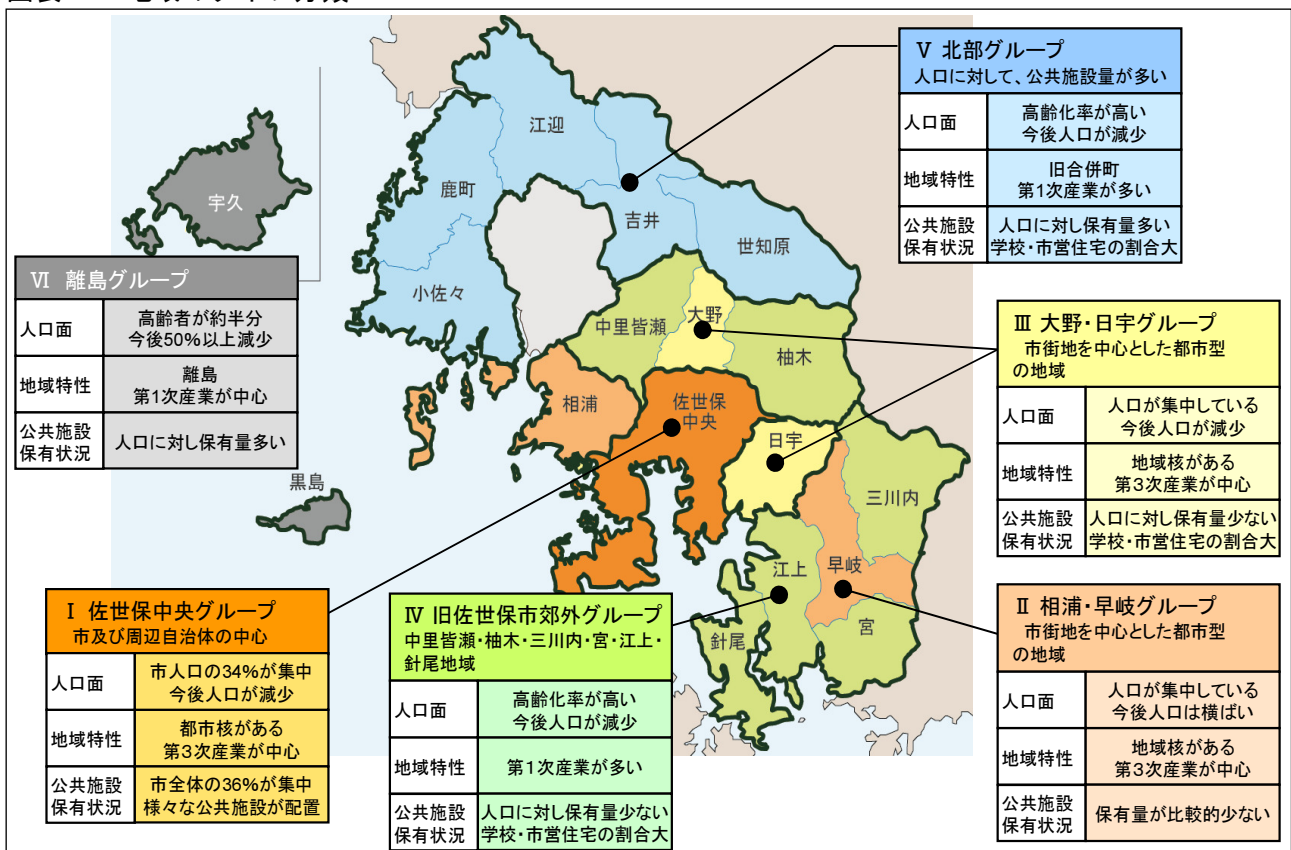 Ⅴ 北部グループ
人口に対して、公共施設量が多い
人口面
高齢化率が高い
今後人口が減少
地域特性
旧合併町
第1次産業が多い
公共施設
保有状況
人口に対し保有量多い
学校・市営住宅の割合大
江迎
鹿町
吉井
世知原
小佐々
宇久
中里皆瀬
大野
柚木
相浦
佐世保
中央
日宇
三川内
黒島
早岐
江上
針尾
宮
Ⅵ 離島グループ
人口面
高齢者が約半分
今後50%以上減少
地域特性
離島
第1次産業が中心
公共施設
保有状況
人口に対し保有量多い
Ⅲ 大野・日宇グループ
市街地を中心とした都市型
の地域
人口面
人口が集中している
今後人口が減少
地域特性
地域核がある
第3次産業が中心
公共施設
保有状況
人口に対し保有量少ない
学校・市営住宅の割合大
Ⅰ 佐世保中央グループ
市及び周辺自治体の中心
人口面
市人口の34%が集中
今後人口が減少
地域特性
都市核がある
第3次産業が中心
公共施設
保有状況
市全体の36%が集中
様々な公共施設が配置
Ⅳ 旧佐世保市郊外グループ
中里皆瀬・柚木・三川内・宮・江上・
針尾地域
人口面
高齢化率が高い
今後人口が減少
地域特性
第1次産業が多い
公共施設
保有状況
人口に対し保有量少ない
学校・市営住宅の割合大
Ⅱ 相浦・早岐グループ
市街地を中心とした都市型
の地域
人口面
人口が集中している
今後人口は横ばい
地域特性
地域核がある
第3次産業が中心
公共施設
保有状況
保有量が比較的少ない